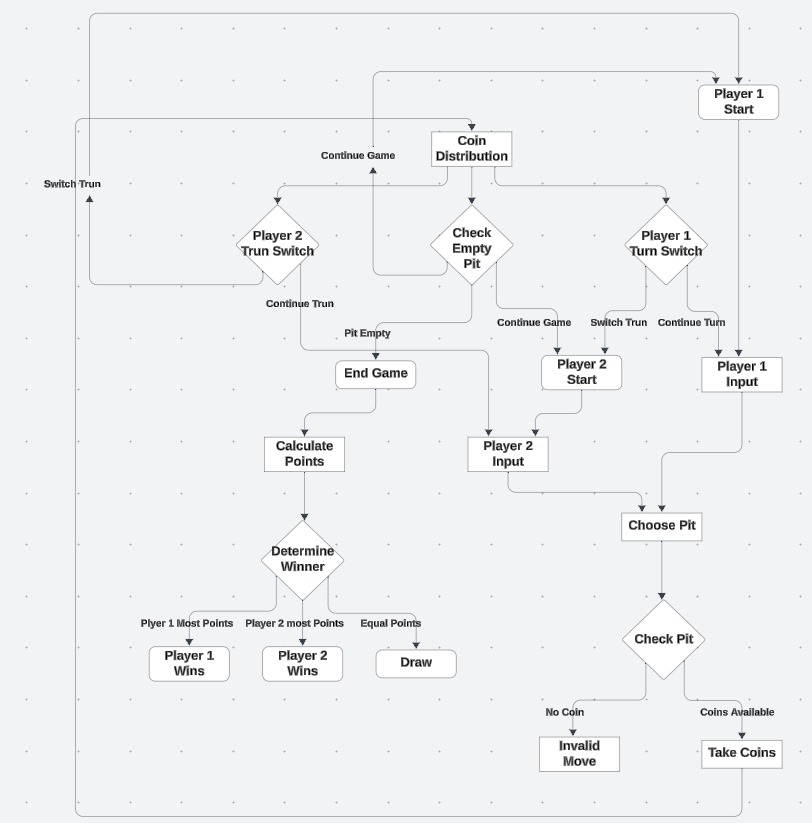 Player 1
Start
Coin
Distribution
Continue Game
Switch Trun
Player 2
Trun Switch
Check
Empty
Pit
Player 1
Turn Switch
Continue Trun
Pit Empty
Continue Game
Switch Trun
Continue Turn
End Game
Player 2
Start
Player 1
Input
Calculate
Points
Player 2
Input
Choose Pit
Determine
Winner
Plyer 1 Most Points
Player 2 most Points
Equal Points
Check Pit
Player 1
Wins
Player 2
Wins
Draw
No Coin
Coins Available
Invalid
Move
Take Coins